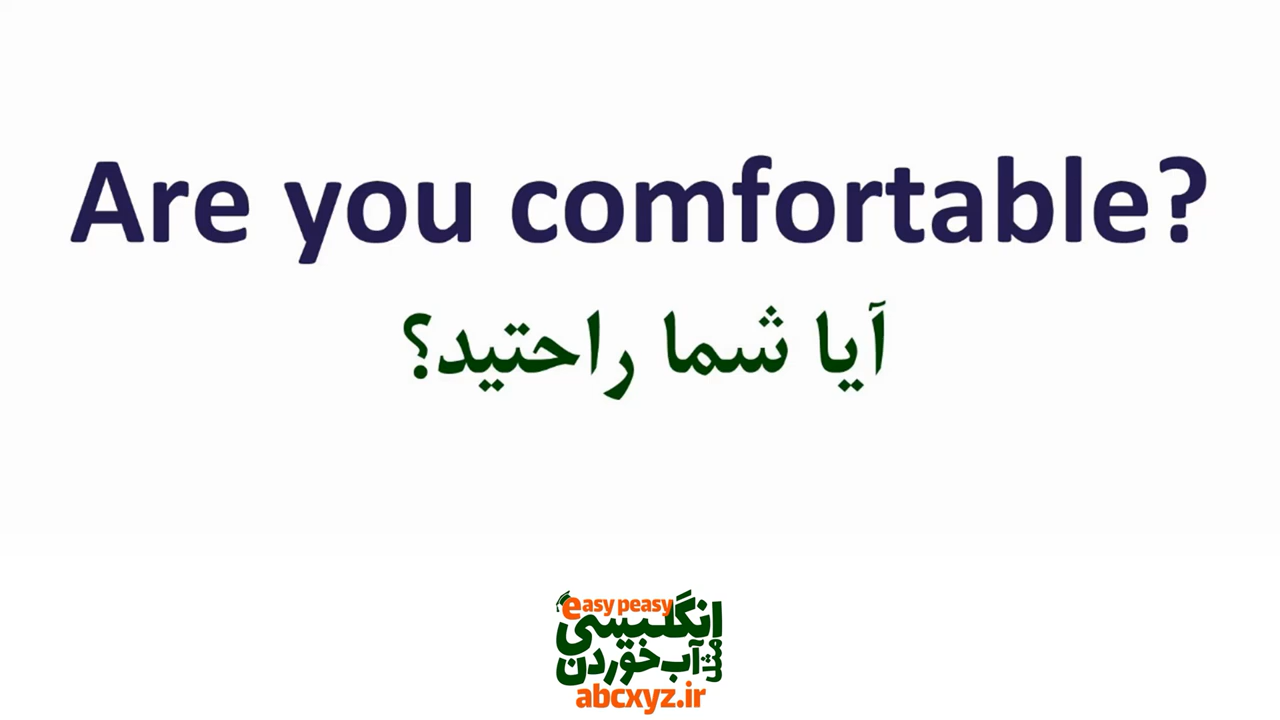 Are you comfortable?
آیا شما راحتید؟
easy peasy
انگلیسی
مثل آب خوردن
abcxyz.ir